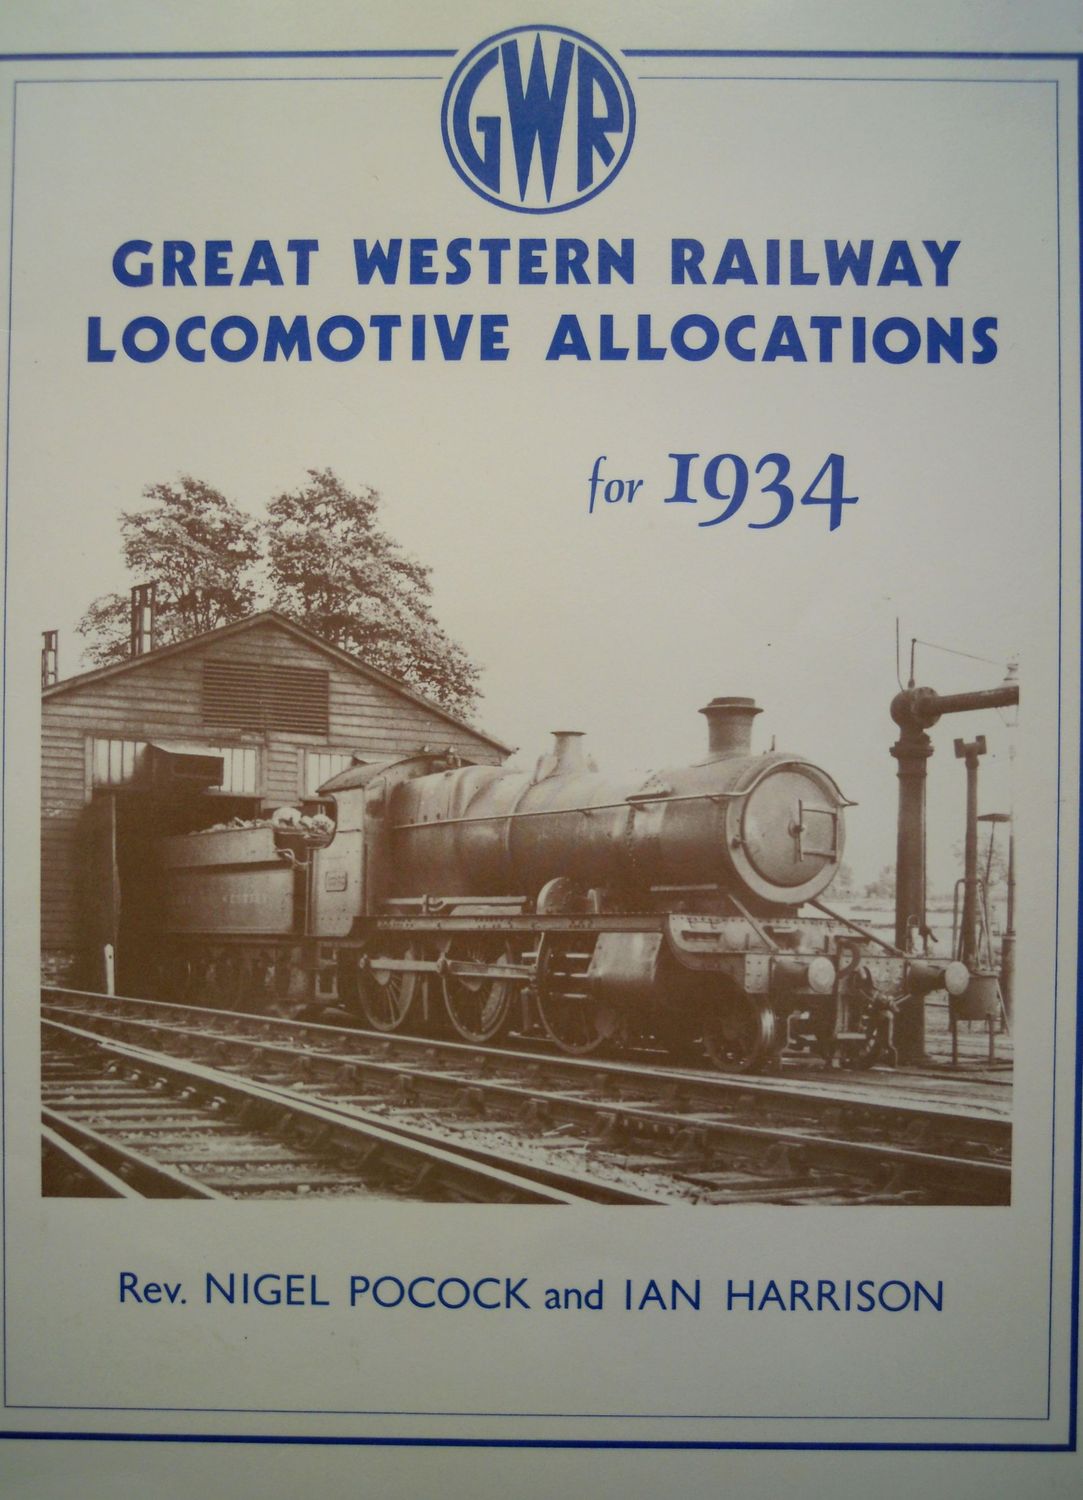 GWR
GREAT WESTERN RAILWAY
LOCOMOTIVE ALLOCATIONS
for 1934
Rev. NIGEL POCOCK and IAN HARRISON